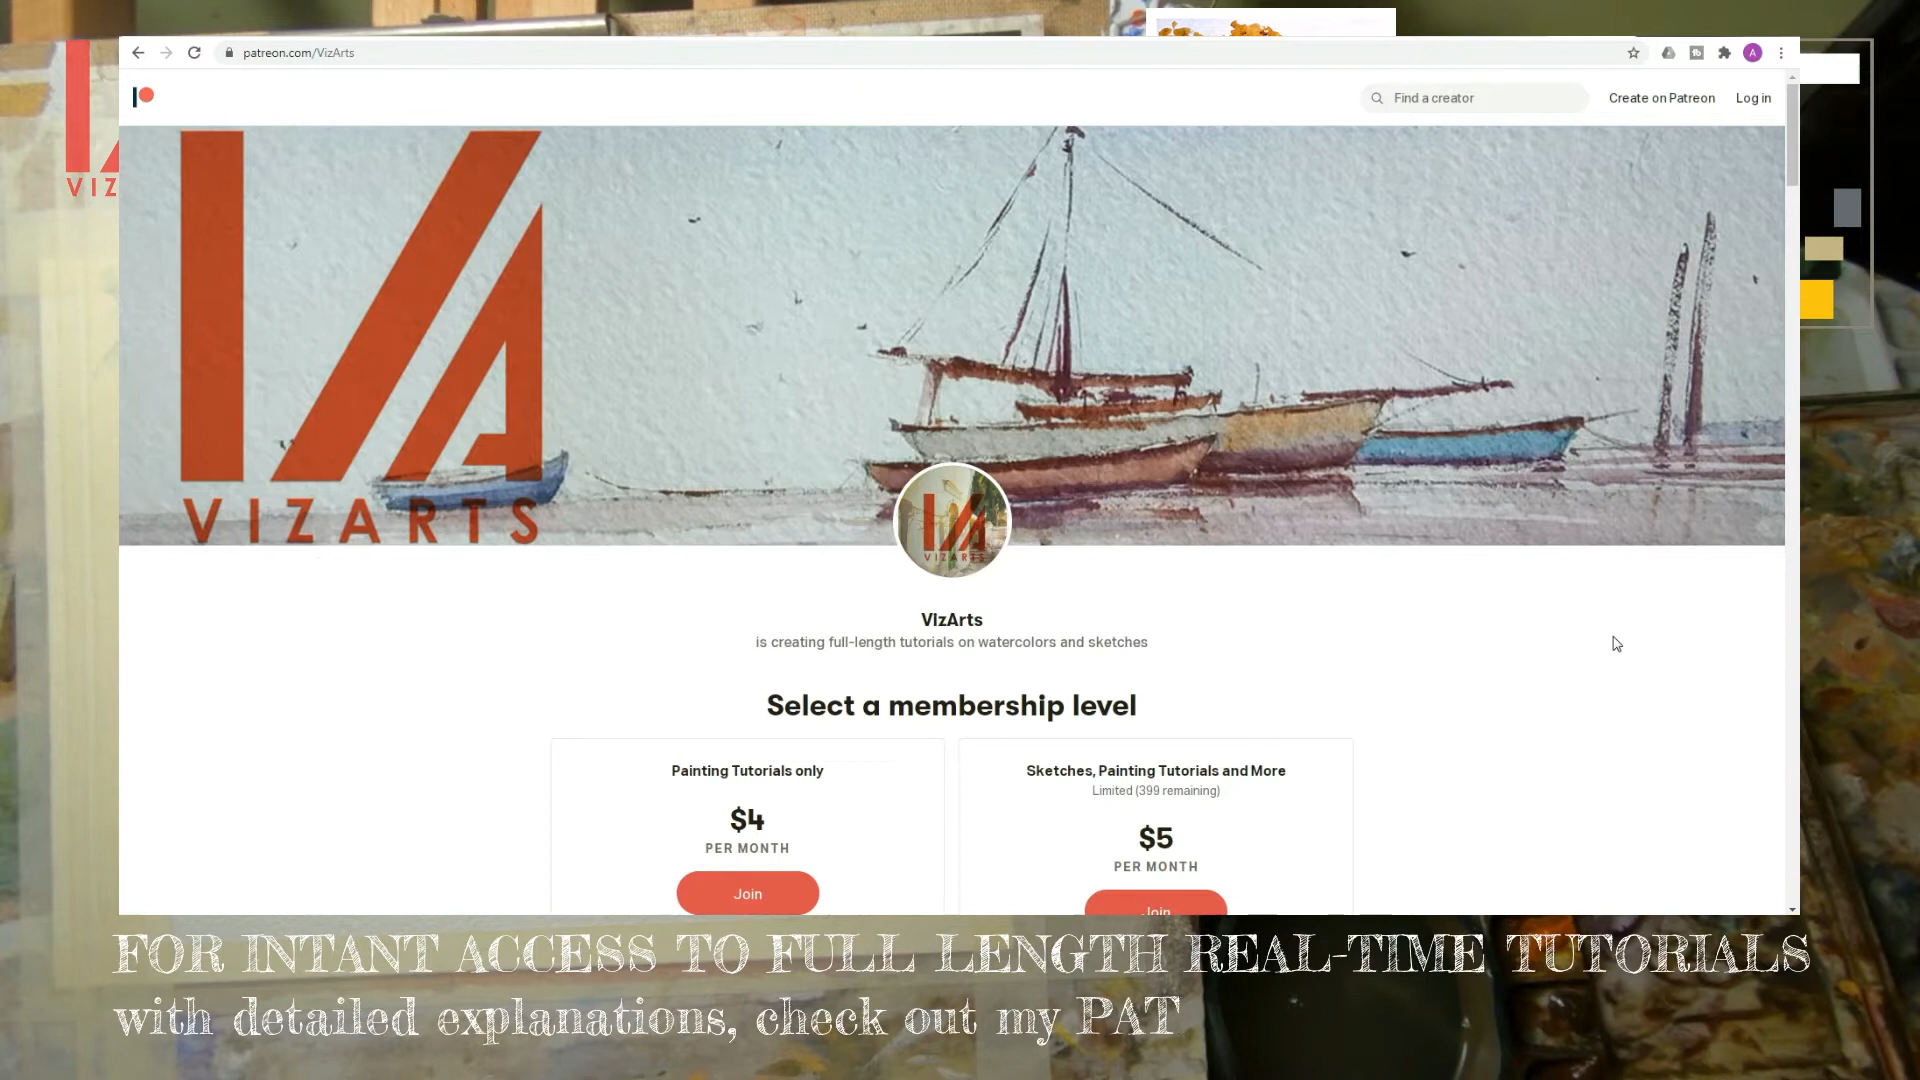 patreon.com/VizArts
Find a creator
Create on Patreon
Log in
A
VIZ
VIZARTS
VIZARTS
VizArts
is creating full-length tutorials on watercolors and sketches
Select a membership level
Painting Tutorials only
$4
PER MONTH
Join
Sketches, Painting Tutorials and More
Limited (399 remaining)
$5
PER MONTH
Join
FOR INTANT ACCESS TO FULL LENGTH REAL-TIME TUTORIALS
with detailed explanations, check out my PAT